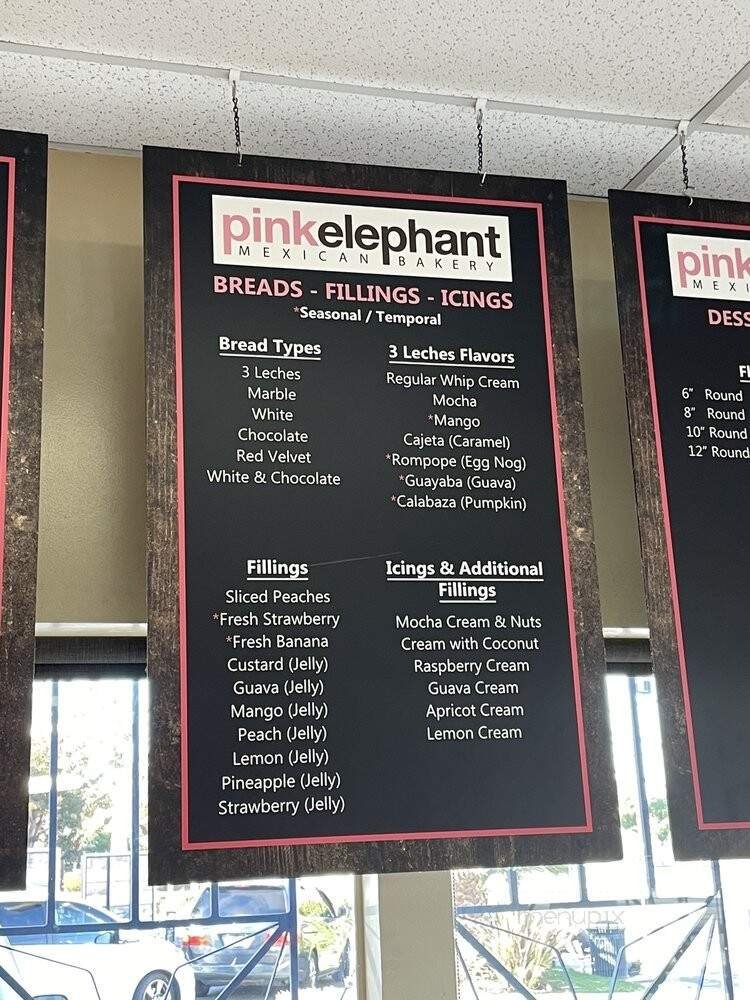 pinkelephant
MEXICAN BAKERY
BREADS - FILLINGS - ICINGS
*Seasonal / Temporal
Bread Types
3 Leches
Marble
White
Chocolate
Red Velvet
White & Chocolate
3 Leches Flavors
Regular Whip Cream
Mocha
*Mango
Cajeta (Caramel)
*Rompope (Egg Nog)
*Guayaba (Guava)
*Calabaza (Pumpkin)
Fillings
Sliced Peaches
*Fresh Strawberry
*Fresh Banana
Custard (Jelly)
Guava (Jelly)
Mango (Jelly)
Peach (Jelly)
Lemon (Jelly)
Pineapple (Jelly)
Strawberry (Jelly)
Icings & Additional
Fillings
Mocha Cream & Nuts
Cream with Coconut
Raspberry Cream
Guava Cream
Apricot Cream
Lemon Cream
pink
MEXI
DESS
Fl
6" Round
8" Round
10" Round
12" Round
menupix